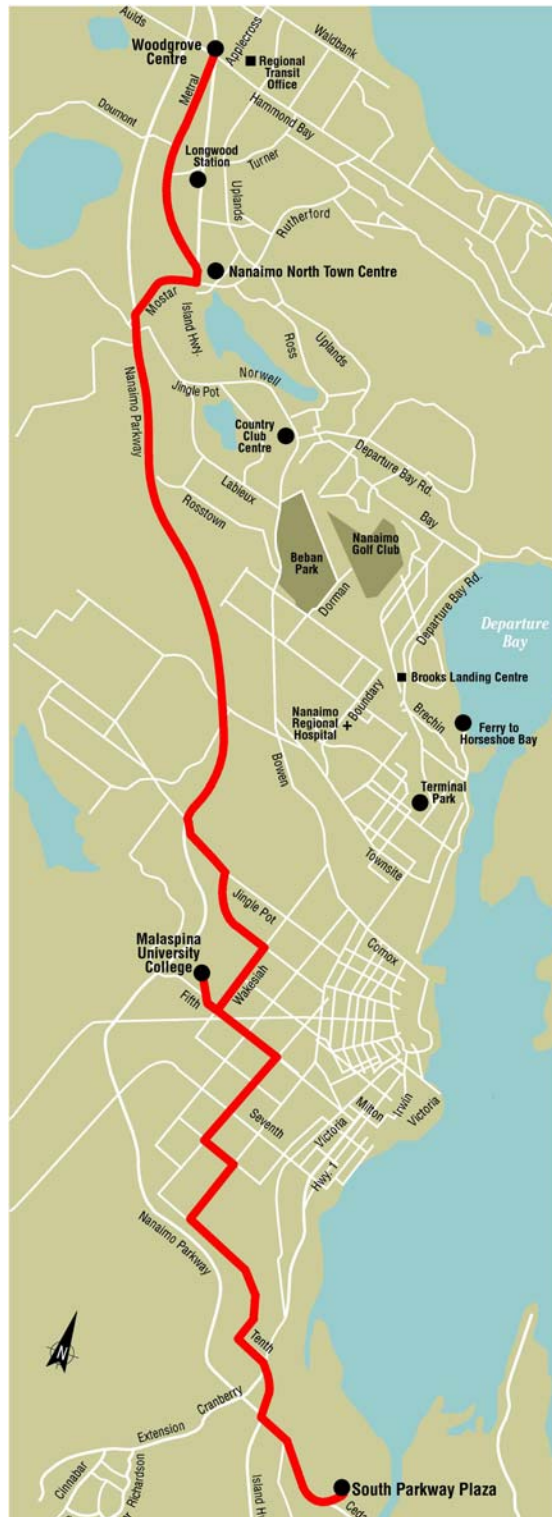 Aulds
Woodgrove
Centre
Applecross
Waldbank
Regional
Transit
Office
Metral
Hammond Bay
Doumont
Longwood
Station
Turner
Uplands
Rutherford
Nanaimo North Town Centre
Mostar
Island Hwy.
Ross
Uplands
Norwell
Jingle Pot
Nanaimo Parkway
Country
Club
Centre
Departure Bay Rd.
Labieux
Rosstown
Bay
Nanaimo
Golf Club
Beban
Park
Dorman
Departure Bay Rd.
Departure
Bay
Brooks Landing Centre
Boundary
Nanaimo
Regional
Hospital
Brechin
Ferry to
Horseshoe Bay
Bowen
Terminal
Park
Townsite
Jingle Pot
Comox
Malaspina
University
College
Wakesiah
Fifth
Milton
Irwin
Victoria
Victoria
Seventh
Hwy. 1
Nanaimo Parkway
Tenth
N
Cranberry
Extension
Cinnabar
Richardson
South Parkway Plaza
Island H
Ceda